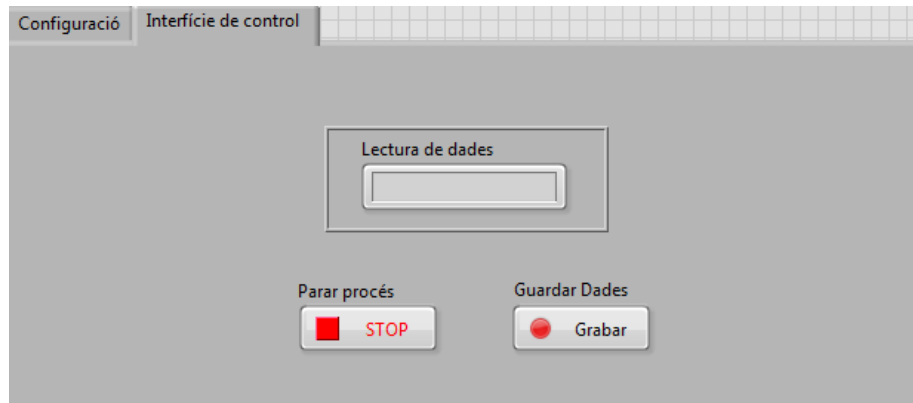 Configuració
Interfície de control
Lectura de dades
Parar procés
Guardar Dades
STOP
Grabar